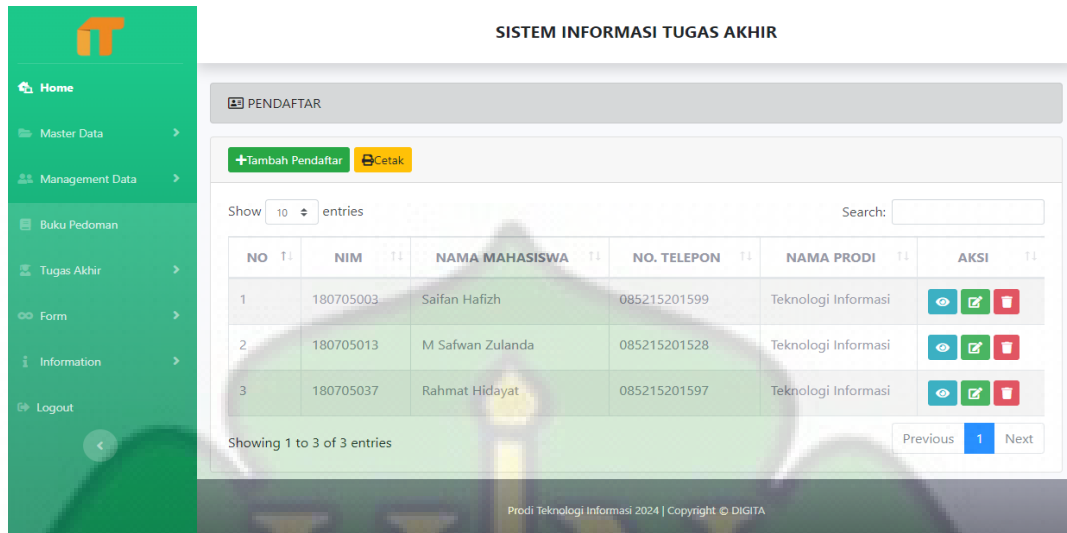 IT
SISTEM INFORMASI TUGAS AKHIR
Home
Master Data
Management Data
Buku Pedoman
Tugas Akhir
Form
Information
Logout
PENDAFTAR
+Tambah Pendaftar Cetak
Show 10 entries Search:
NO NIM NAMA MAHASISWA NO. TELEPON NAMA PRODI AKSI
1 180705003 Saifan Hafizh 085215201599 Teknologi Informasi
2 180705013 M Safwan Zulanda 085215201528 Teknologi Informasi
3 180705037 Rahmat Hidayat 085215201597 Teknologi Informasi
Showing 1 to 3 of 3 entries Previous 1 Next
Prodi Teknologi Informasi 2024 | Copyright © DIGITA